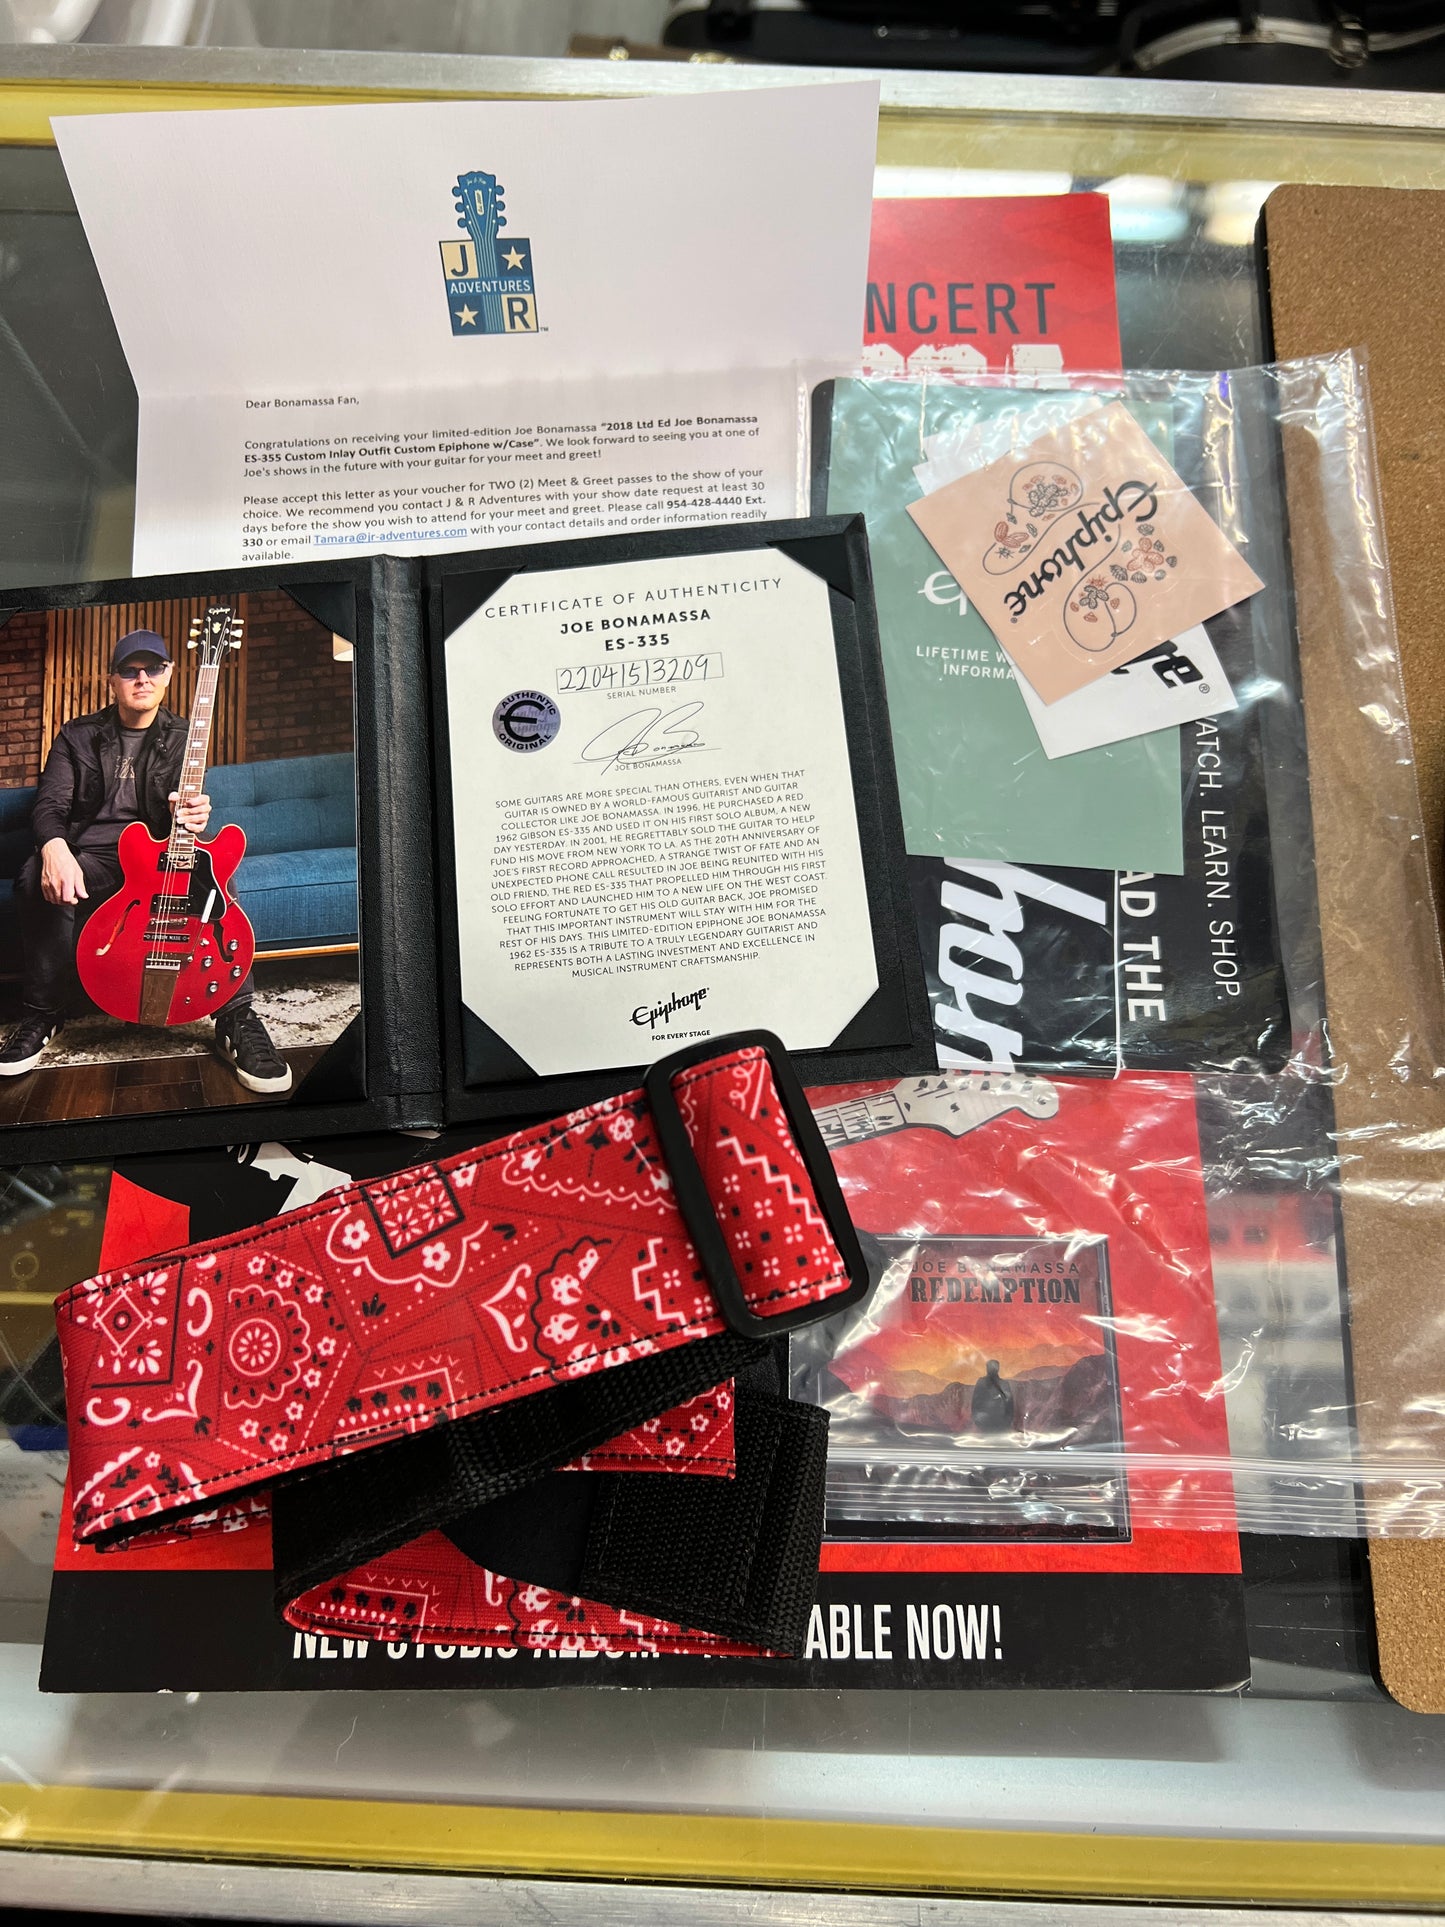 J
ADVENTURES
R
™
Dear Bonamassa Fan,
Congratulations on receiving your limited-edition Joe Bonamassa "2018 Ltd Ed Joe Bonamassa
ES-355 Custom Inlay Outfit Custom Epiphone w/Case". We look forward to seeing you at one of
Joe's shows in the future with your guitar for your meet and greet!
Please accept this letter as your voucher for TWO (2) Meet & Greet passes to the show of your
choice. We recommend you contact J & R Adventures with your show date request at least 30
days before the show you wish to attend for your meet and greet. Please call 954-428-4440 Ext.
330 or email Tamara@jr-adventures.com with your contact details and order information readily
available.
NCERT
Epiphone
®
LIFETIME W
INFORMA
®
WATCH. LEARN. SHOP.
AD THE
CERTIFICATE OF AUTHENTICITY
JOE BONAMASSA
ES-335
22041513209
SERIAL NUMBER
AUTHENTIC
ORIGINAL
JOE BONAMASSA
SOME GUITARS ARE MORE SPECIAL THAN OTHERS, EVEN WHEN THAT
GUITAR IS OWNED BY A WORLD-FAMOUS GUITARIST AND GUITAR
COLLECTOR LIKE JOE BONAMASSA. IN 1996, HE PURCHASED A RED
1962 GIBSON ES-335 AND USED IT ON HIS FIRST SOLO ALBUM, A NEW
DAY YESTERDAY. IN 2001, HE REGRETTABLY SOLD THE GUITAR TO HELP
FUND HIS MOVE FROM NEW YORK TO LA. AS THE 20TH ANNIVERSARY OF
JOE'S FIRST RECORD APPROACHED, A STRANGE TWIST OF FATE AND AN
UNEXPECTED PHONE CALL RESULTED IN JOE BEING REUNITED WITH HIS
OLD FRIEND, THE RED ES-335 THAT PROPELLED HIM THROUGH HIS FIRST
SOLO EFFORT AND LAUNCHED HIM TO A NEW LIFE ON THE WEST COAST.
FEELING FORTUNATE TO GET HIS OLD GUITAR BACK, JOE PROMISED
THAT THIS IMPORTANT INSTRUMENT WILL STAY WITH HIM FOR THE
REST OF HIS DAYS. THIS LIMITED-EDITION EPIPHONE JOE BONAMASSA
1962 ES-335 IS A TRIBUTE TO A TRULY LEGENDARY GUITARIST AND
REPRESENTS BOTH A LASTING INVESTMENT AND EXCELLENCE IN
MUSICAL INSTRUMENT CRAFTSMANSHIP.
Epiphone
FOR EVERY STAGE
Epiphone
JOE BONAMASSA
REDEMPTION
NEW STUDIO ALBUM
ABLE NOW!